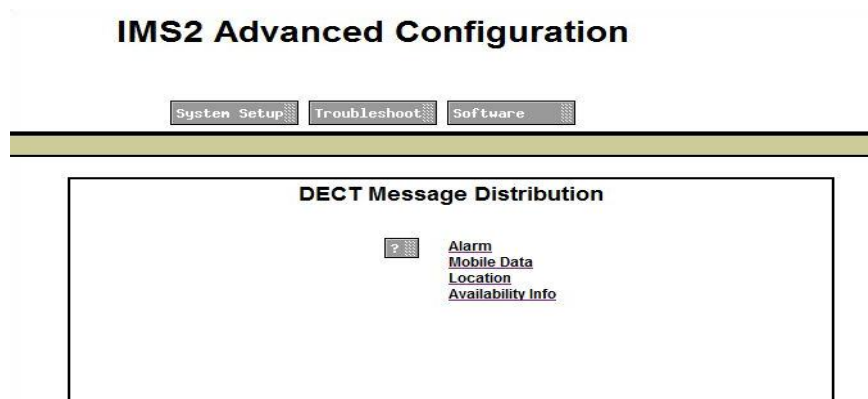 IMS2 Advanced Configuration
System Setup Troubleshoot Software
DECT Message Distribution
? Alarm
Mobile Data
Location
Availability Info